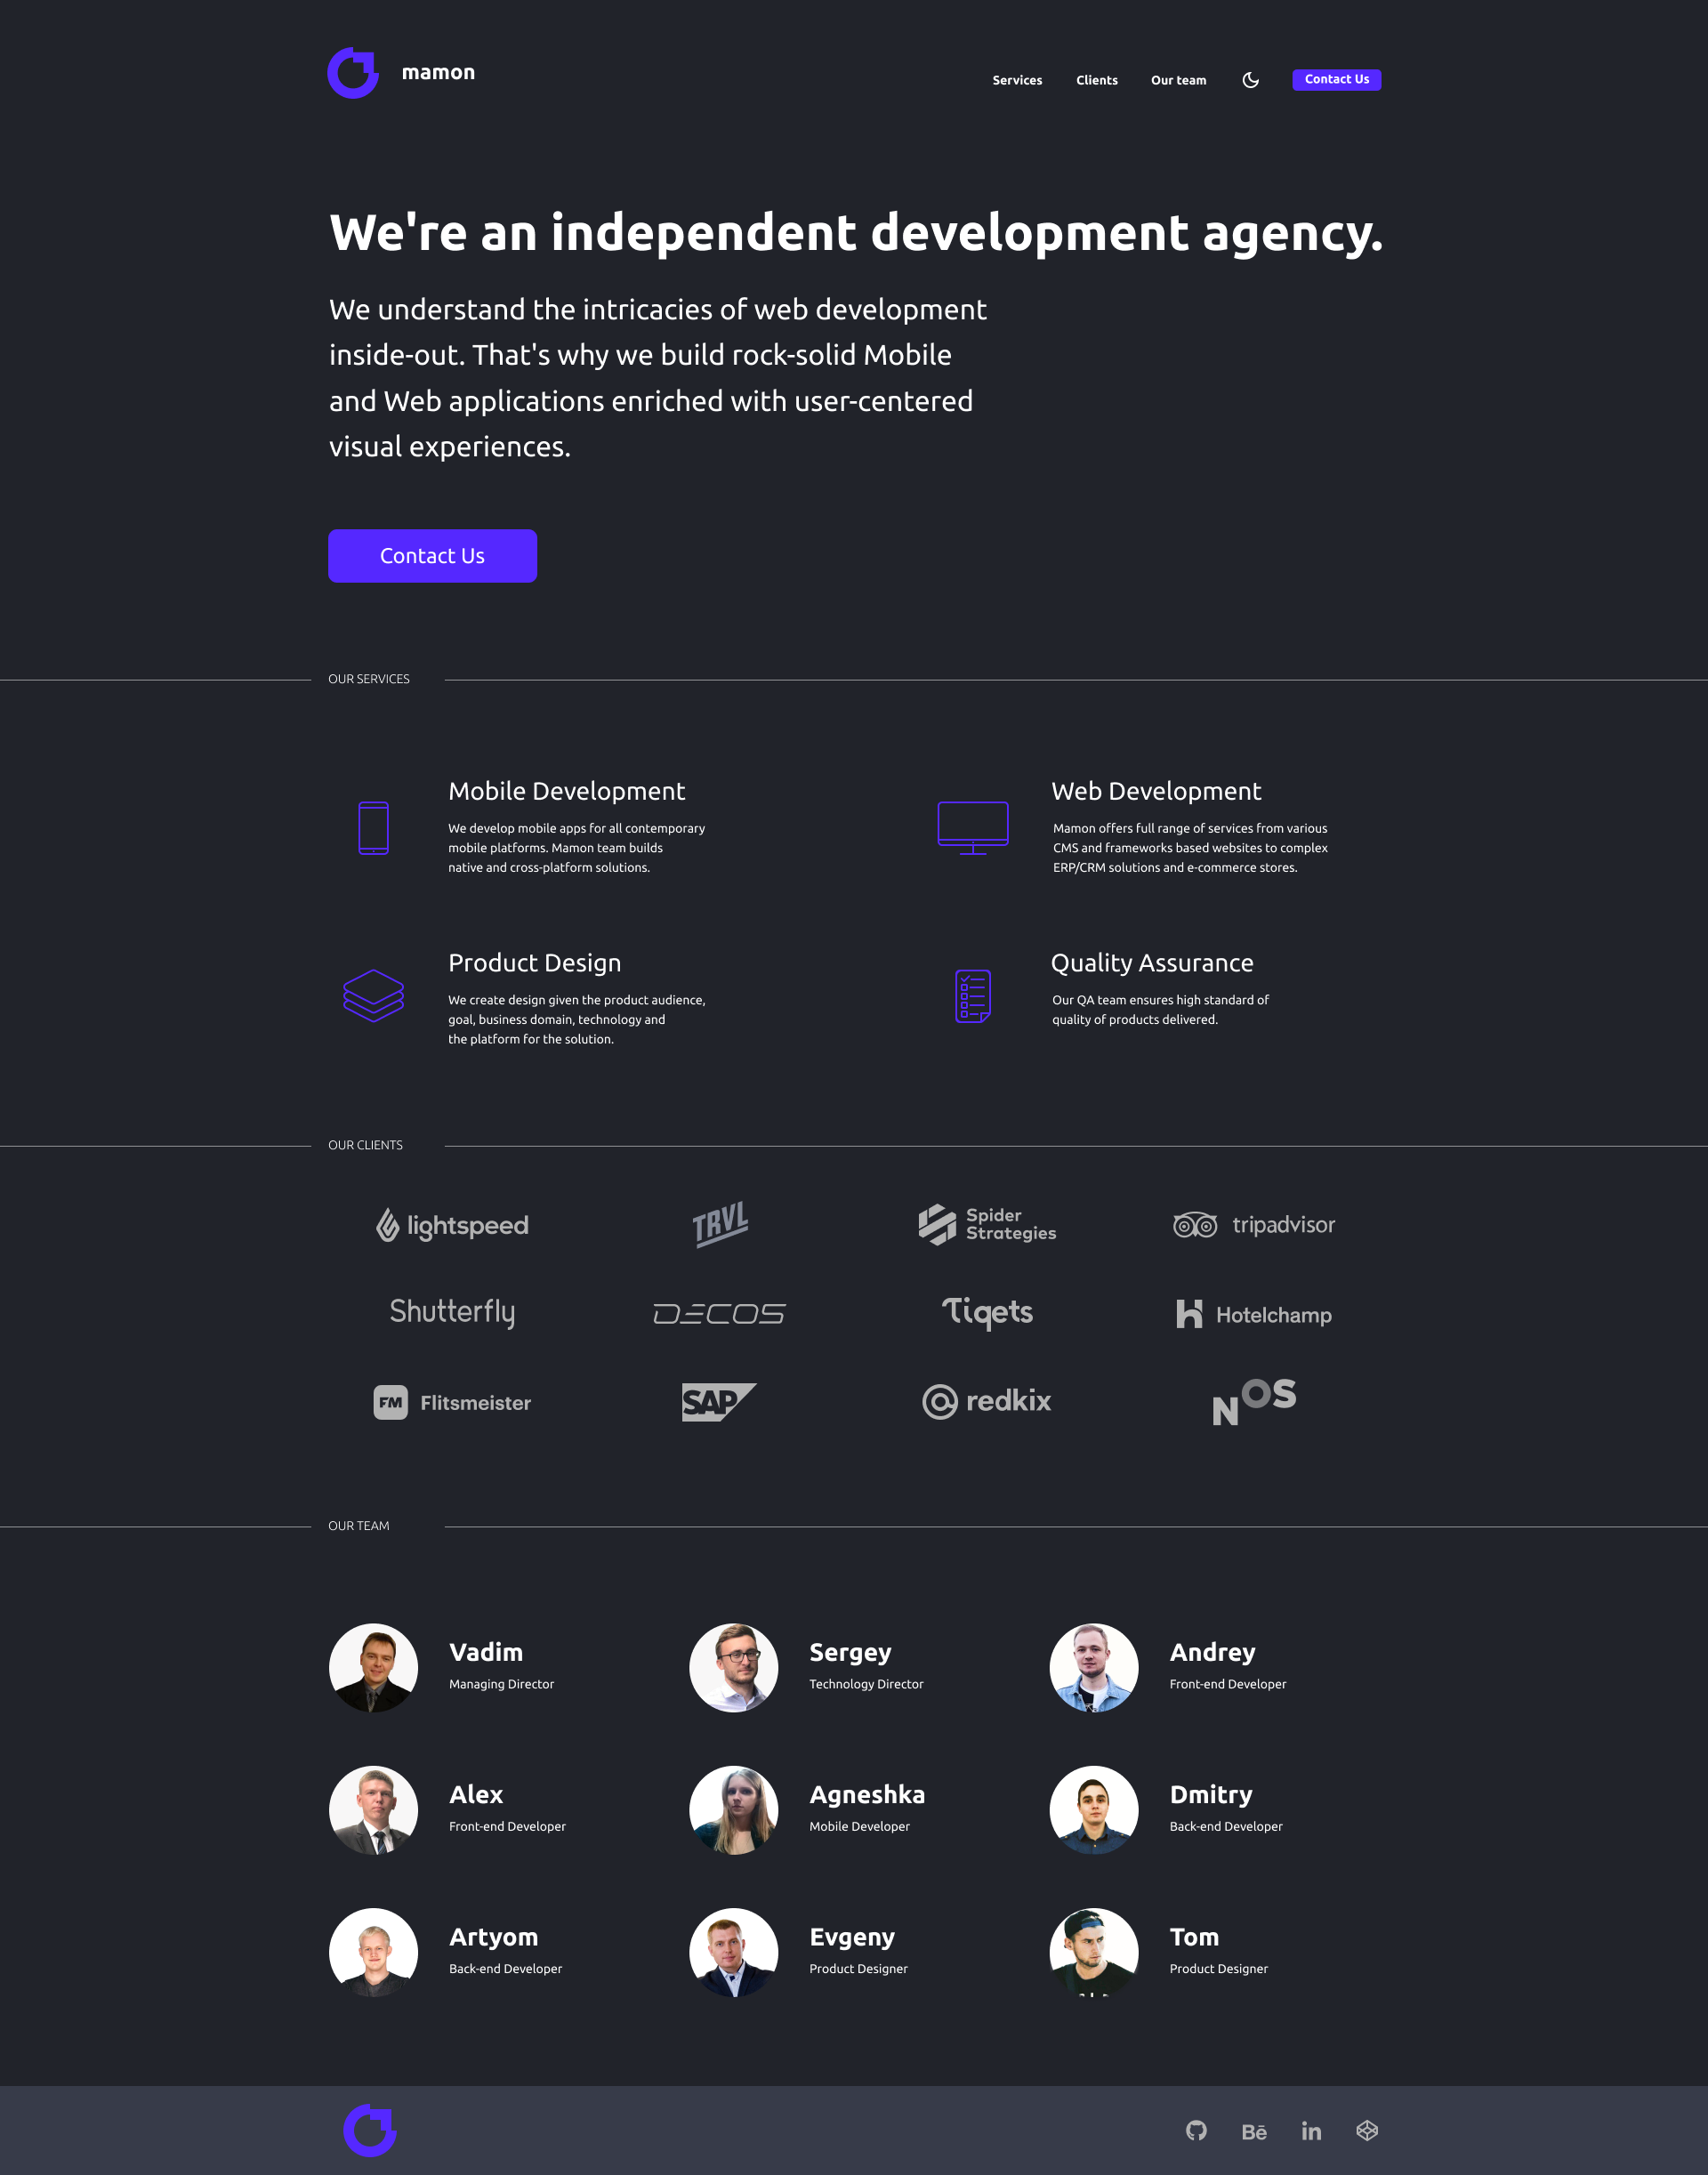 mamon
Services
Clients
Our team
Contact Us
We're an independent development agency.
We understand the intricacies of web development
inside-out. That's why we build rock-solid Mobile
and Web applications enriched with user-centered
visual experiences.
Contact Us
OUR SERVICES
Mobile Development
We develop mobile apps for all contemporary
mobile platforms. Mamon team builds
native and cross-platform solutions.
Web Development
Mamon offers full range of services from various
CMS and frameworks based websites to complex
ERP/CRM solutions and e-commerce stores.
Product Design
We create design given the product audience,
goal, business domain, technology and
the platform for the solution.
Quality Assurance
Our QA team ensures high standard of
quality of products delivered.
OUR CLIENTS
lightspeed
TRVL
Spider
Strategies
tripadvisor
Shutterfly
DECOS
Tiqets
h Hotelchamp
FM Flitsmeister
SAP
redkix
NOS
OUR TEAM
Vadim
Managing Director
Sergey
Technology Director
Andrey
Front-end Developer
Alex
Front-end Developer
Agneshka
Mobile Developer
Dmitry
Back-end Developer
Artyom
Back-end Developer
Evgeny
Product Designer
Tom
Product Designer
Bē
in